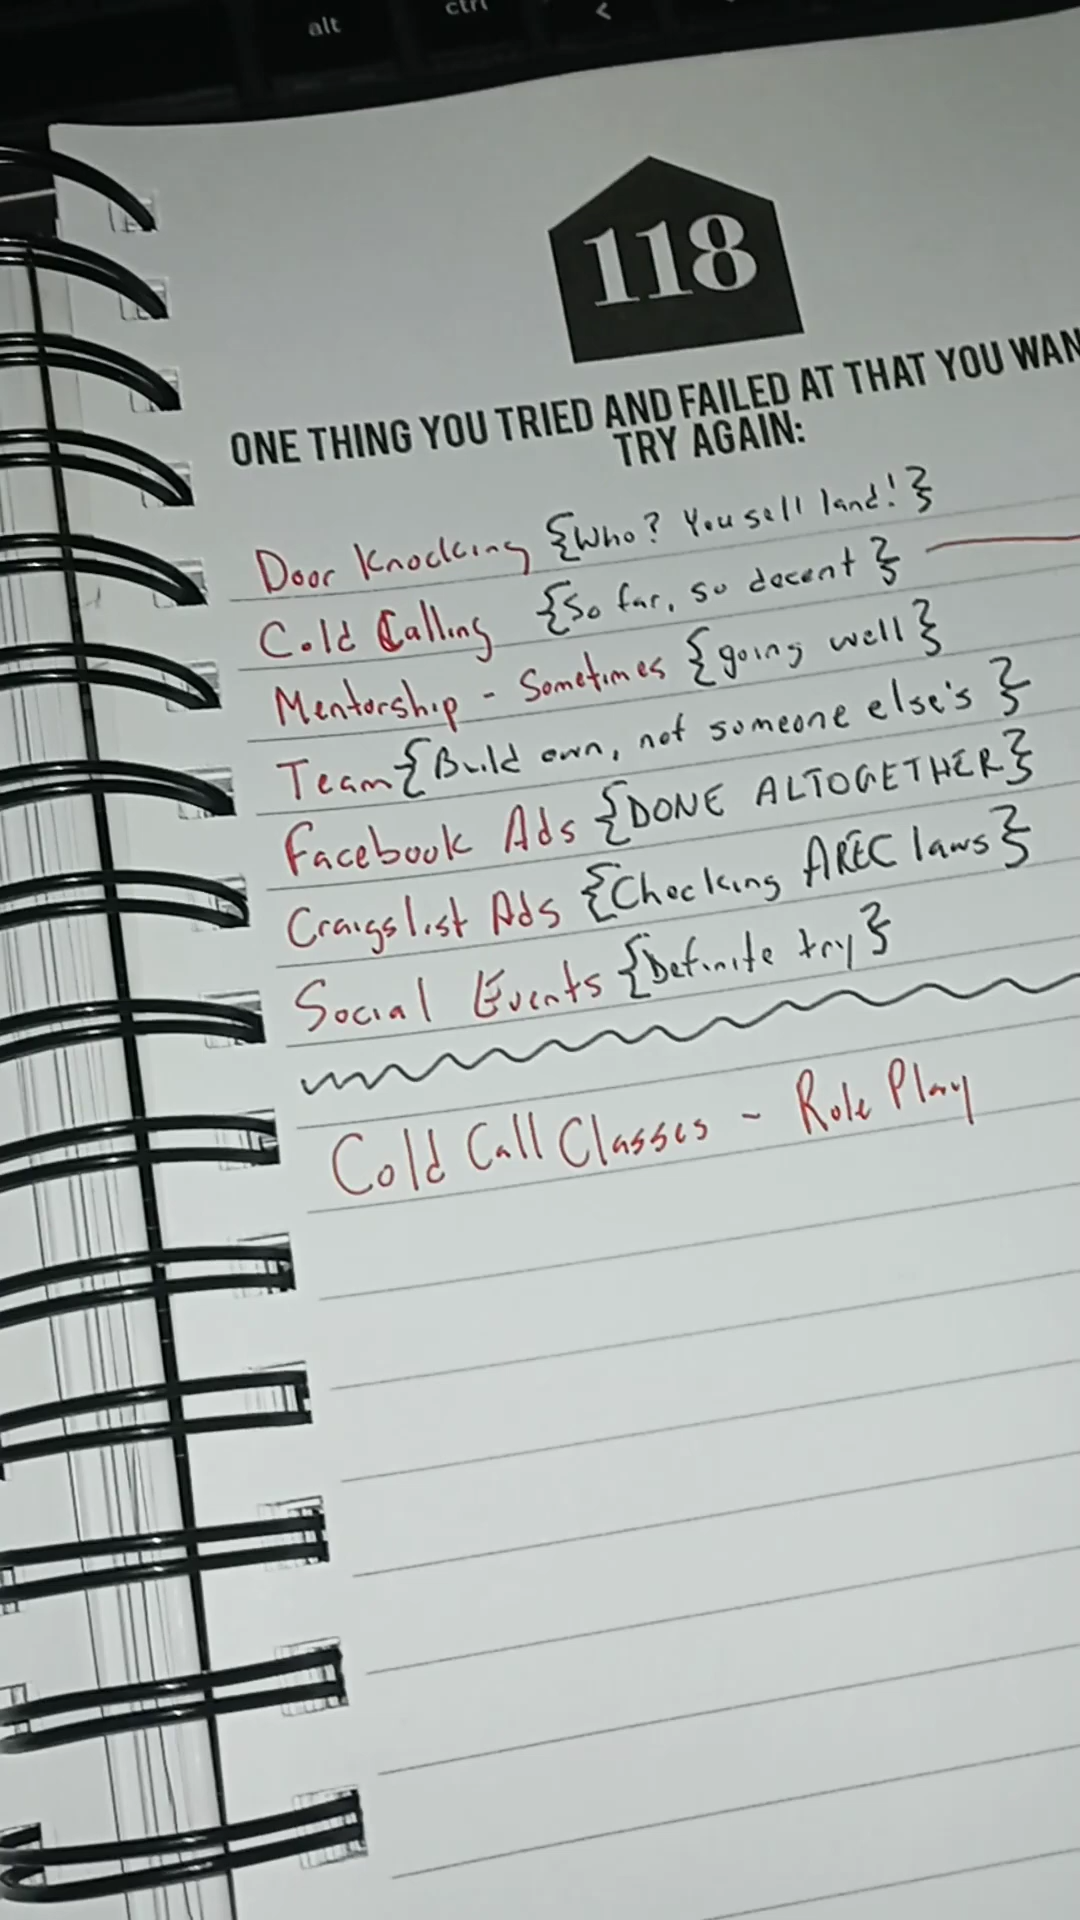 alt
ctrl
<
118
ONE THING YOU TRIED AND FAILED AT THAT YOU WAN
TRY AGAIN:
Door Knocking {Who? You sell land!}
Cold Calling {So far, so decent}
Mentorship - Sometimes {going well}
Team {Build own, not someone else's}
Facebook Ads {DONE ALTOGETHER}
Craigslist Ads {Checking AREC laws}
Social Events {Definite try}
Cold Call Classes - Role Play